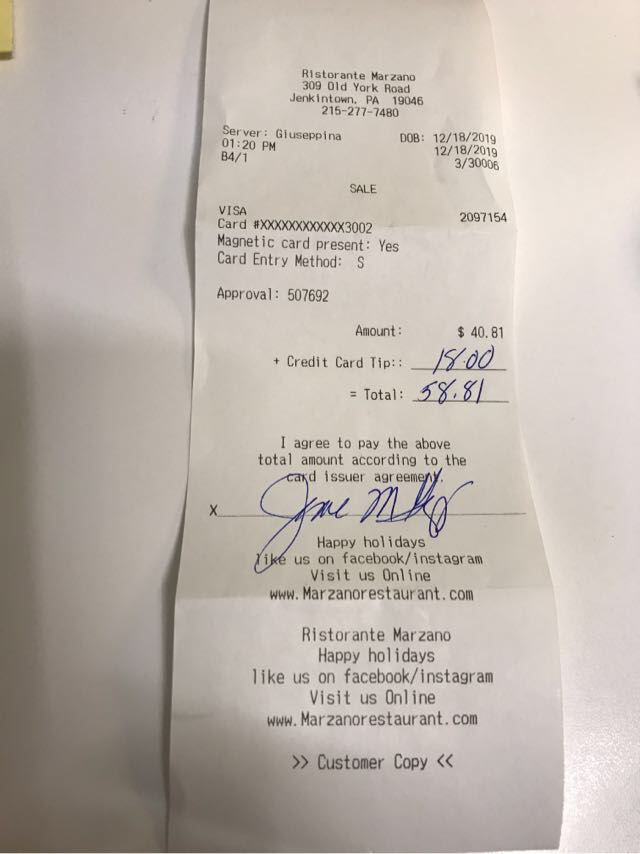 Ristorante Marzano
309 Old York Road
Jenkintown, PA 19046
215-277-7480
Server: Giuseppina DOB: 12/18/2019
01:20 PM 12/18/2019
B4/1 3/30006
SALE
VISA 2097154
Card #XXXXXXXXXXXX3002
Magnetic card present: Yes
Card Entry Method: S
Approval: 507692
Amount: $ 40.81
+ Credit Card Tip:: 18.00
= Total: 58.81
I agree to pay the above
total amount according to the
card issuer agreement.
X
Happy holidays
like us on facebook/instagram
Visit us Online
www.Marzanorestaurant.com
Ristorante Marzano
Happy holidays
like us on facebook/instagram
Visit us Online
www.Marzanorestaurant.com
>> Customer Copy <<